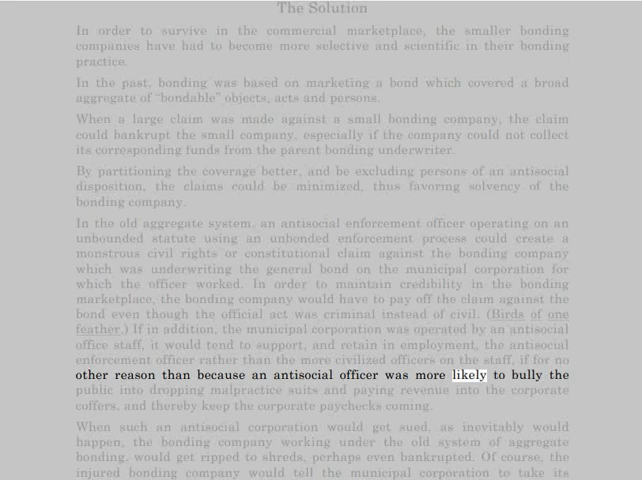 The Solution
In order to survive in the commercial marketplace, the smaller bonding
companies have had to become more selective and scientific in their bonding
practice.
In the past, bonding was based on marketing a bond which covered a broad
aggregate of "bondable" objects, acts and persons.
When a large claim was made against a small bonding company, the claim
could bankrupt the small company, especially if the company could not collect
its corresponding funds from the parent bonding underwriter.
By partitioning the coverage better, and be excluding persons of an antisocial
disposition, the claims could be minimized, thus favoring solvency of the
bonding company.
In the old aggregate system, an antisocial enforcement officer operating on an
unbounded statute using an unbonded enforcement process could create a
monstrous civil rights or constitutional claim against the bonding company
which was underwriting the general bond on the municipal corporation for
which the officer worked. In order to maintain credibility in the bonding
marketplace, the bonding company would have to pay off the claim against the
bond even though the official act was criminal instead of civil. (Birds of one
feather.) If in addition, the municipal corporation was operated by an antisocial
office staff, it would tend to support, and retain in employment, the antisocial
enforcement officer rather than the more civilized officers on the staff, if for no
other reason than because an antisocial officer was more likely to bully the
public into dropping malpractice suits and paying revenue into the corporate
coffers, and thereby keep the corporate paychecks coming.
When such an antisocial corporation would get sued, as inevitably would
happen, the bonding company working under the old system of aggregate
bonding, would get ripped to shreds, perhaps even bankrupted. Of course, the
injured bonding company would tell the municipal corporation to take its